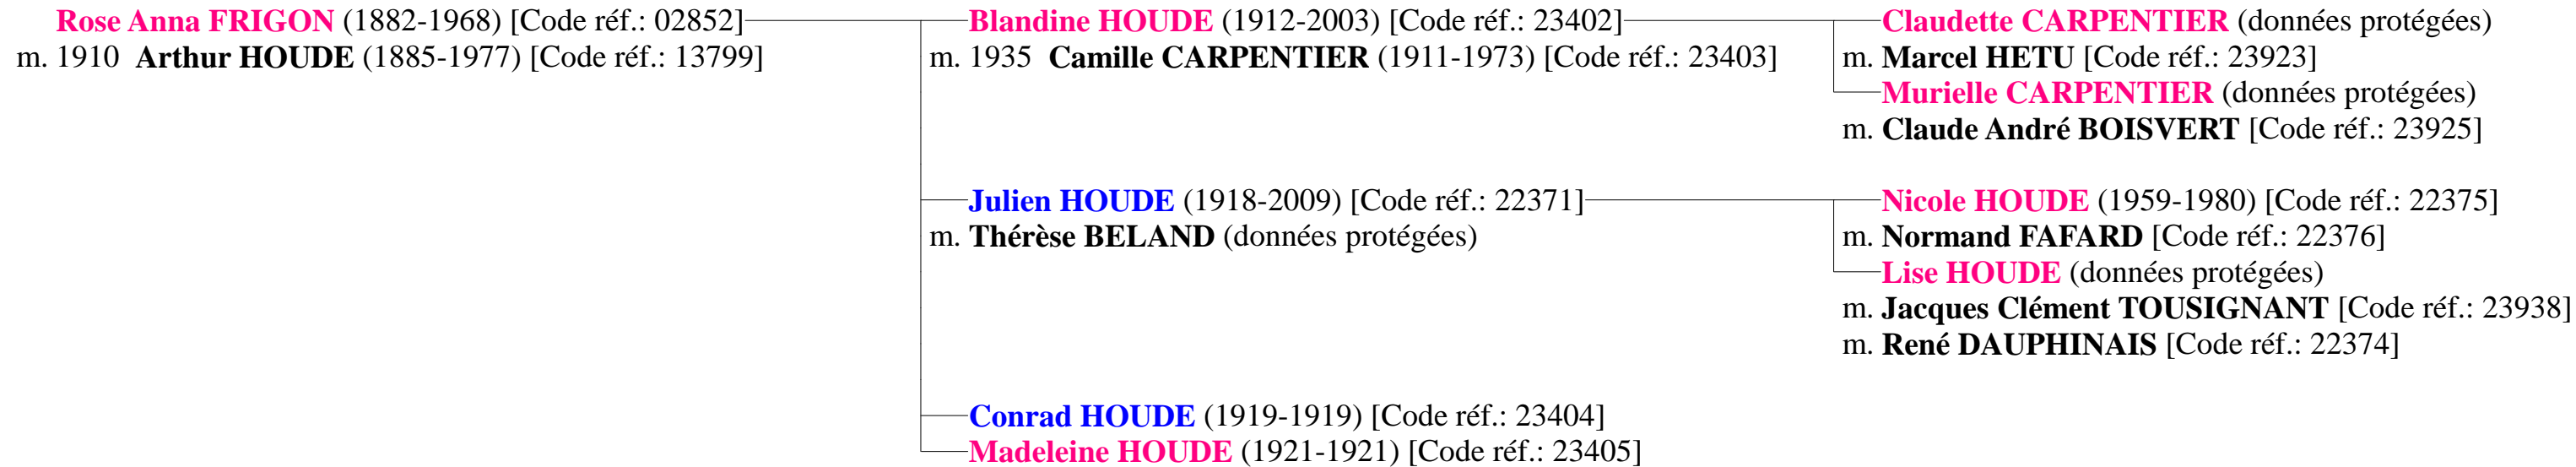 Rose Anna FRIGON (1882-1968) [Code réf.: 02852]
m. 1910 Arthur HOUDE (1885-1977) [Code réf.: 13799]
Blandine HOUDE (1912-2003) [Code réf.: 23402]
m. 1935 Camille CARPENTIER (1911-1973) [Code réf.: 23403]
Claudette CARPENTIER (données protégées)
m. Marcel HETU [Code réf.: 23923]
Murielle CARPENTIER (données protégées)
m. Claude André BOISVERT [Code réf.: 23925]
Julien HOUDE (1918-2009) [Code réf.: 22371]
m. Thérèse BELAND (données protégées)
Nicole HOUDE (1959-1980) [Code réf.: 22375]
m. Normand FAFARD [Code réf.: 22376]
Lise HOUDE (données protégées)
m. Jacques Clément TOUSIGNANT [Code réf.: 23938]
m. René DAUPHINAIS [Code réf.: 22374]
Conrad HOUDE (1919-1919) [Code réf.: 23404]
Madeleine HOUDE (1921-1921) [Code réf.: 23405]